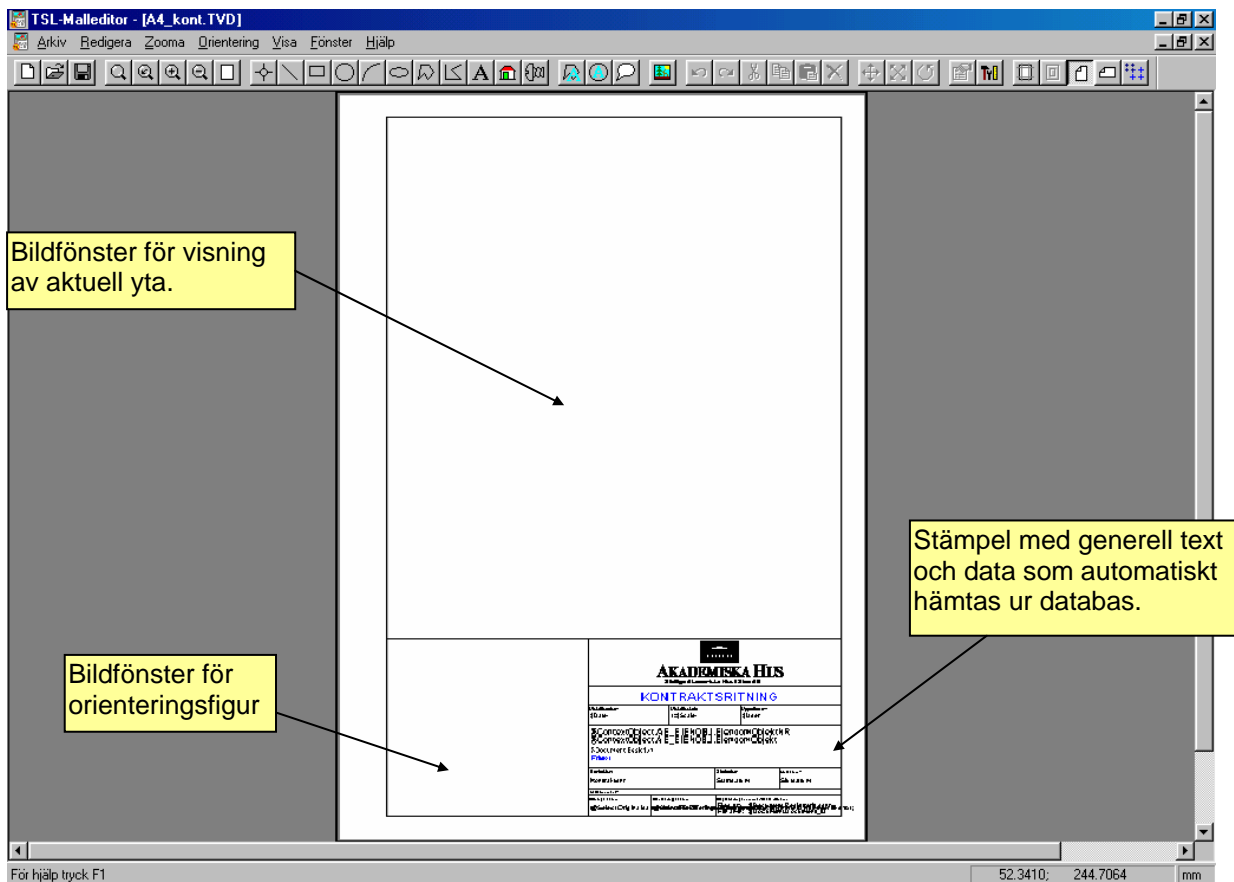 TSL-Malleditor - [A4_kont.TVD]
Arkiv Redigera Zooma Orientering Visa Fönster Hjälp
Bildfönster för visning
av aktuell yta.
Stämpel med generell text
och data som automatiskt
hämtas ur databas.
Bildfönster för
orienteringsfigur
AKADEMISKA HUS
KONTRAKTSRITNING
För hjälp tryck F1
52.3410; 244.7064 mm